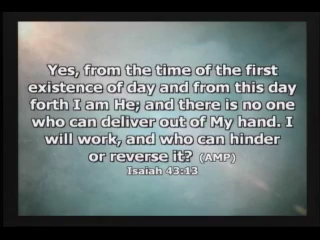 Yes, from the time of the first
existence of day and from this day
forth I am He; and there is no one
who can deliver out of My hand. I
will work, and who can hinder
or reverse it? (AMP)
Isaiah 43:13